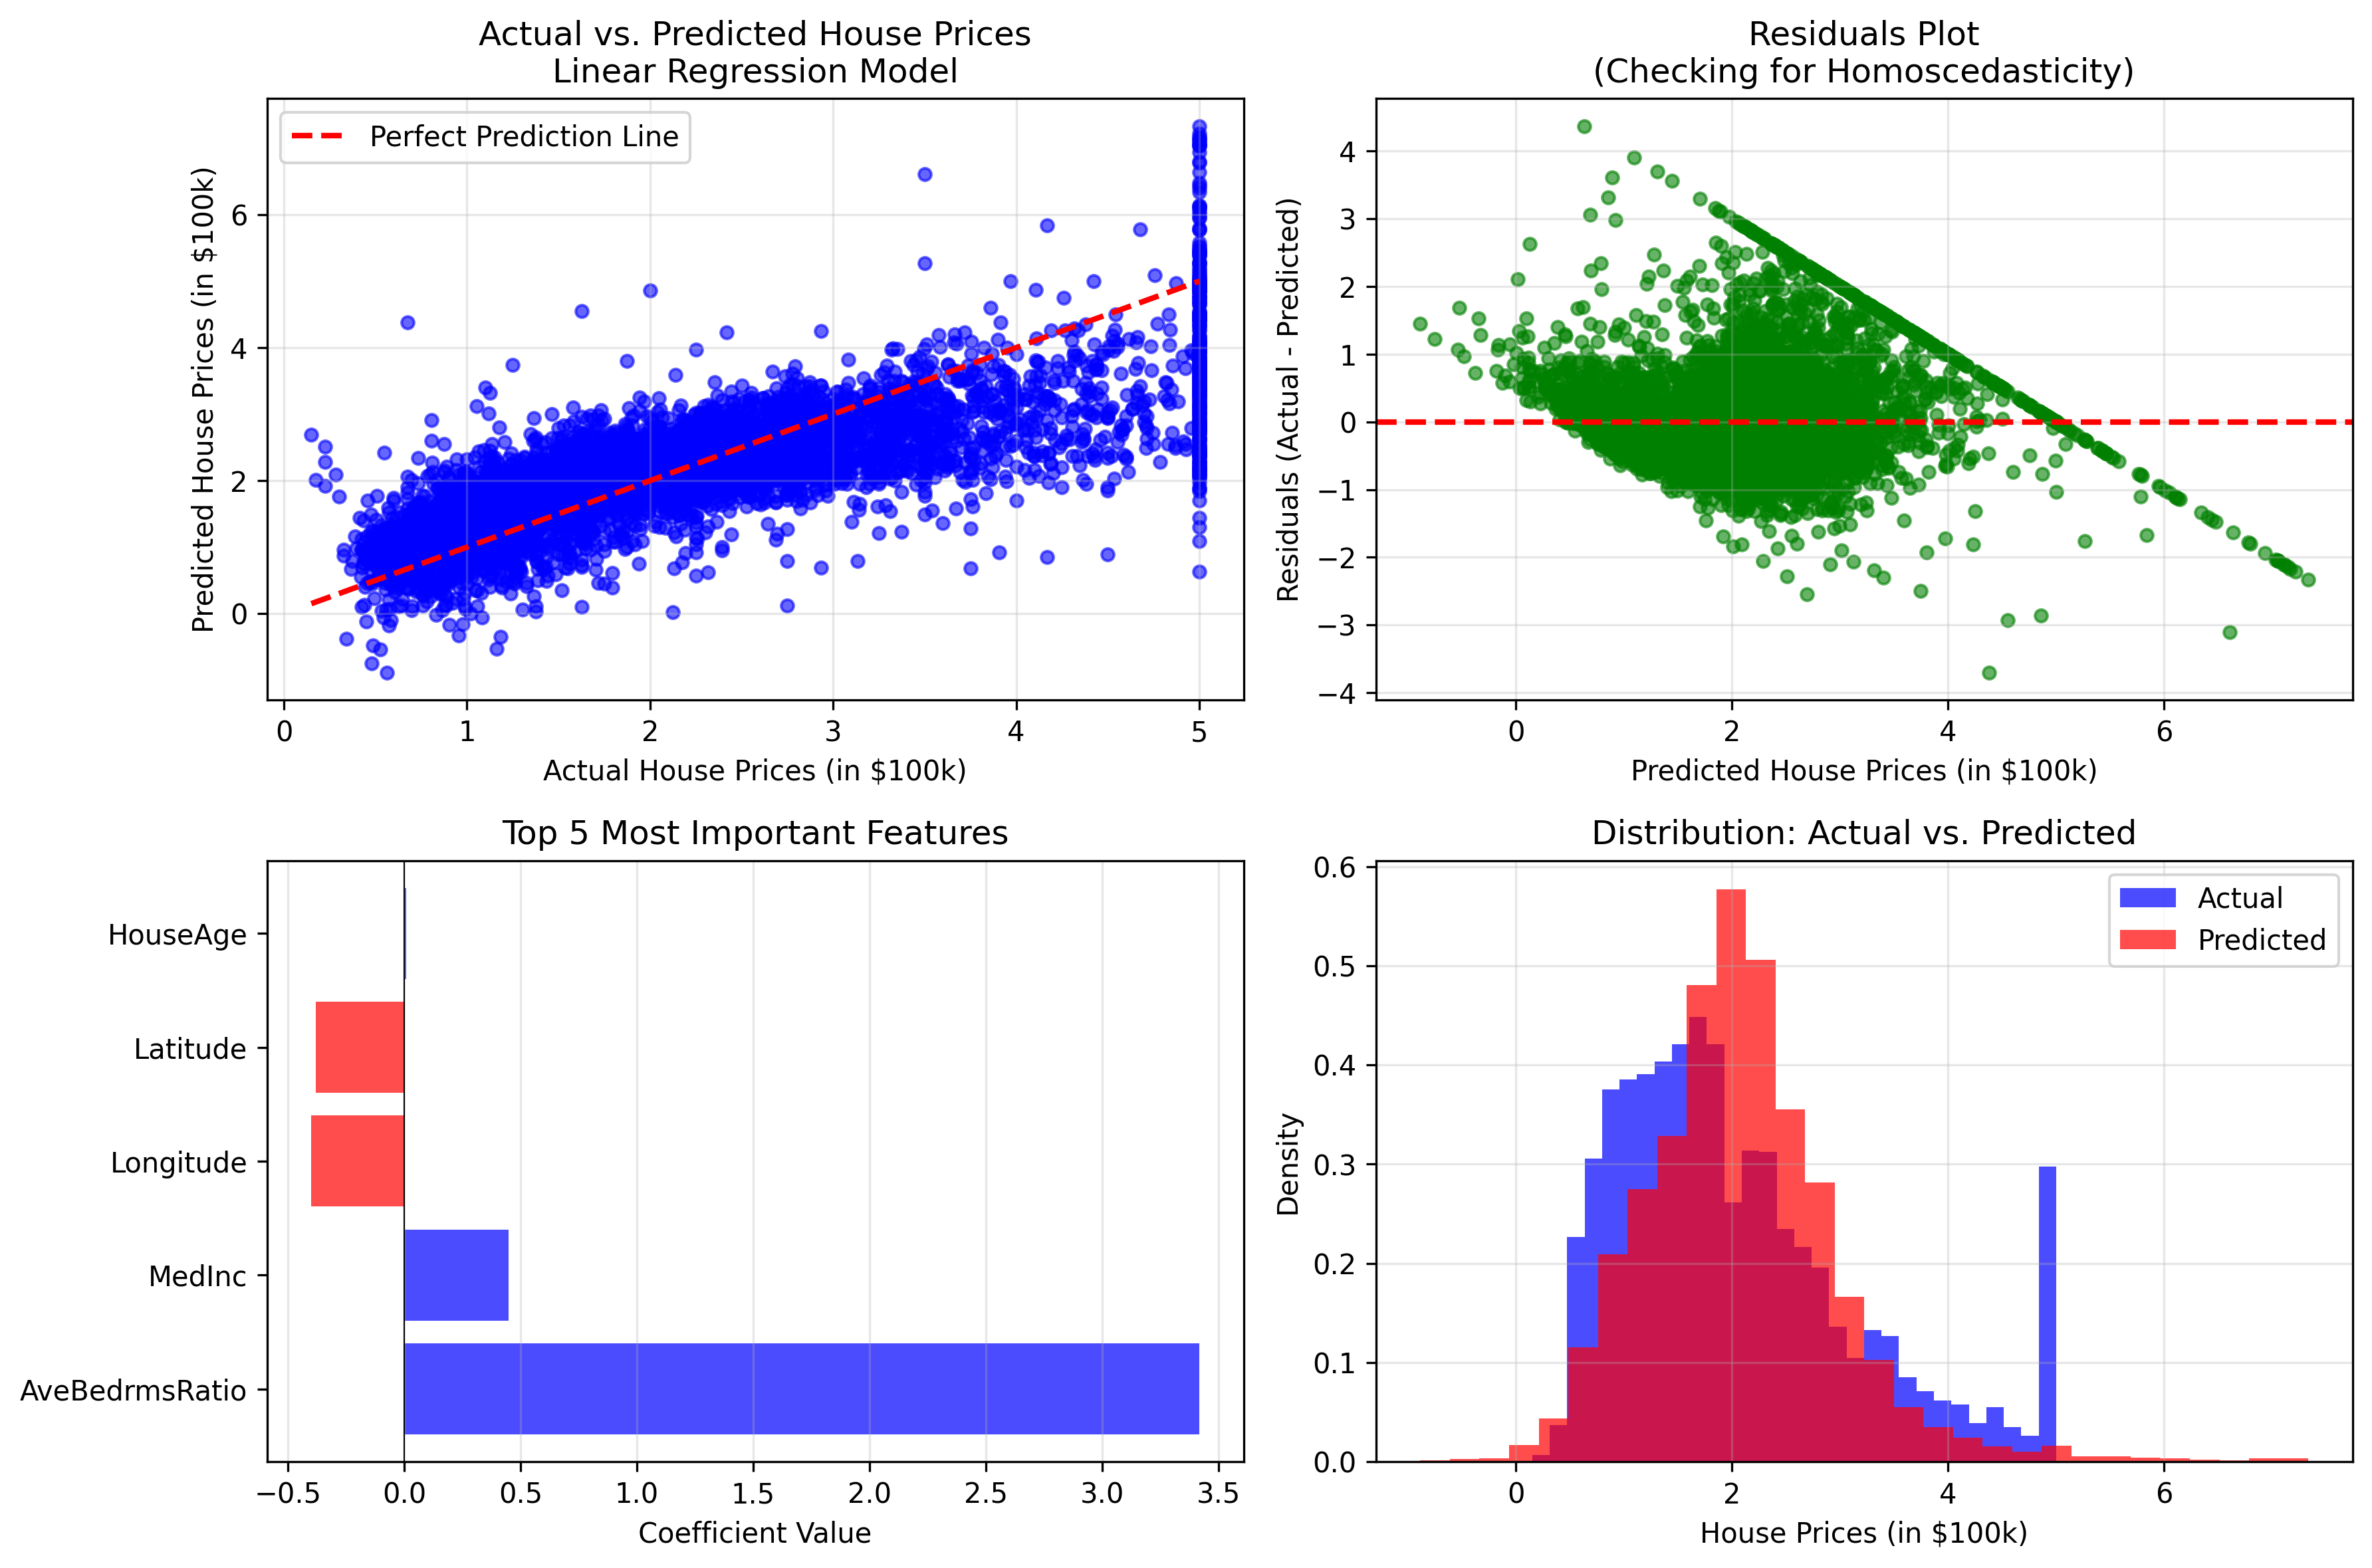 Actual vs. Predicted House Prices
Linear Regression Model
Perfect Prediction Line
Predicted House Prices (in $100k)
6
4
2
0
0 1 2 3 4 5
Actual House Prices (in $100k)
Residuals Plot
(Checking for Homoscedasticity)
Residuals (Actual - Predicted)
4
3
2
1
0
−1
−2
−3
−4
0 2 4 6
Predicted House Prices (in $100k)
Top 5 Most Important Features
HouseAge
Latitude
Longitude
MedInc
AveBedrmsRatio
−0.5 0.0 0.5 1.0 1.5 2.0 2.5 3.0 3.5
Coefficient Value
Distribution: Actual vs. Predicted
Actual
Predicted
Density
0.6
0.5
0.4
0.3
0.2
0.1
0.0
0 2 4 6
House Prices (in $100k)